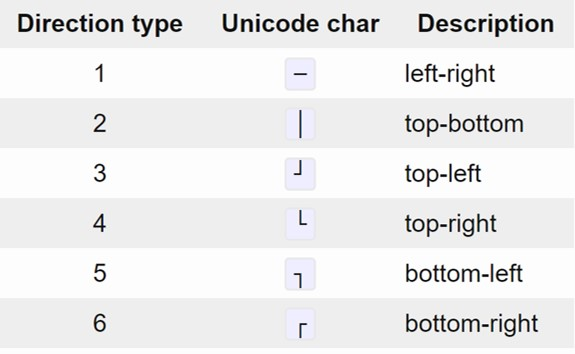 Direction type Unicode char Description
1 ─ left-right
2 │ top-bottom
3 ┘ top-left
4 └ top-right
5 ┐ bottom-left
6 ┌ bottom-right